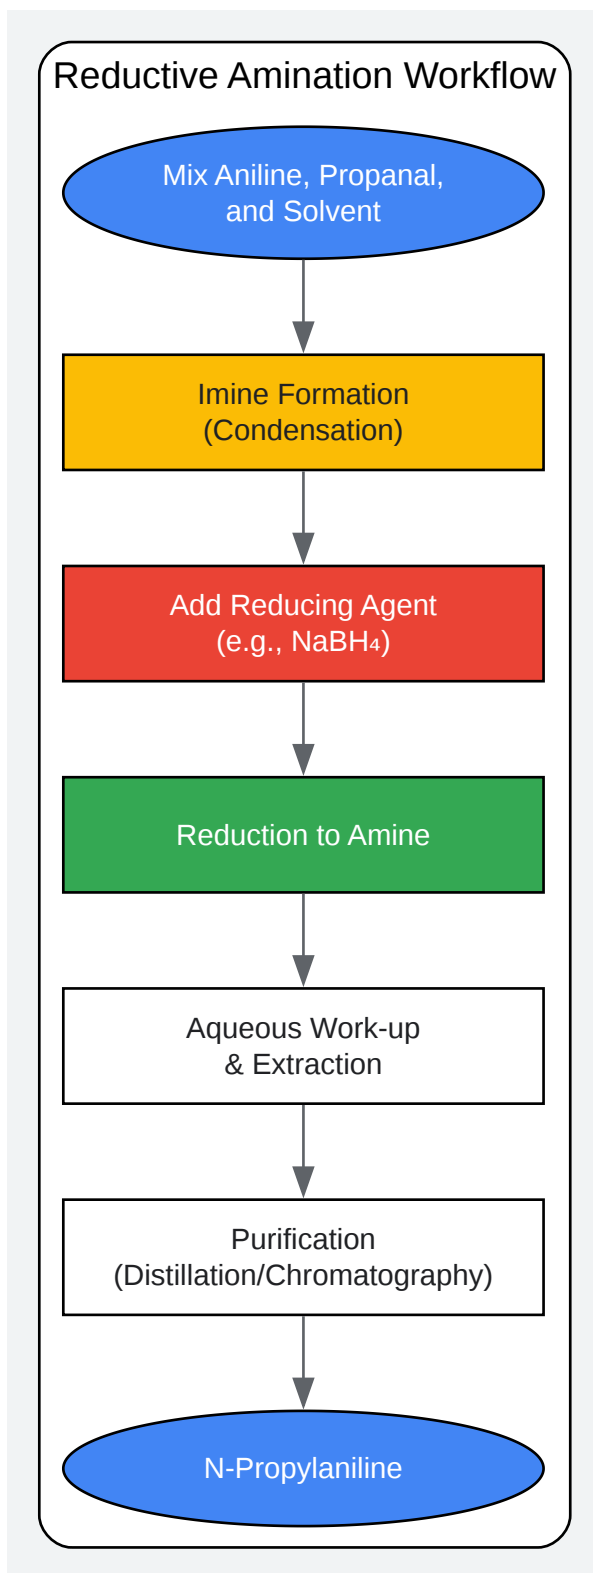 Reductive Amination Workflow
Mix Aniline, Propanal,
and Solvent
Imine Formation
(Condensation)
Add Reducing Agent
(e.g., NaBH₄)
Reduction to Amine
Aqueous Work-up
& Extraction
Purification
(Distillation/Chromatography)
N-Propylaniline